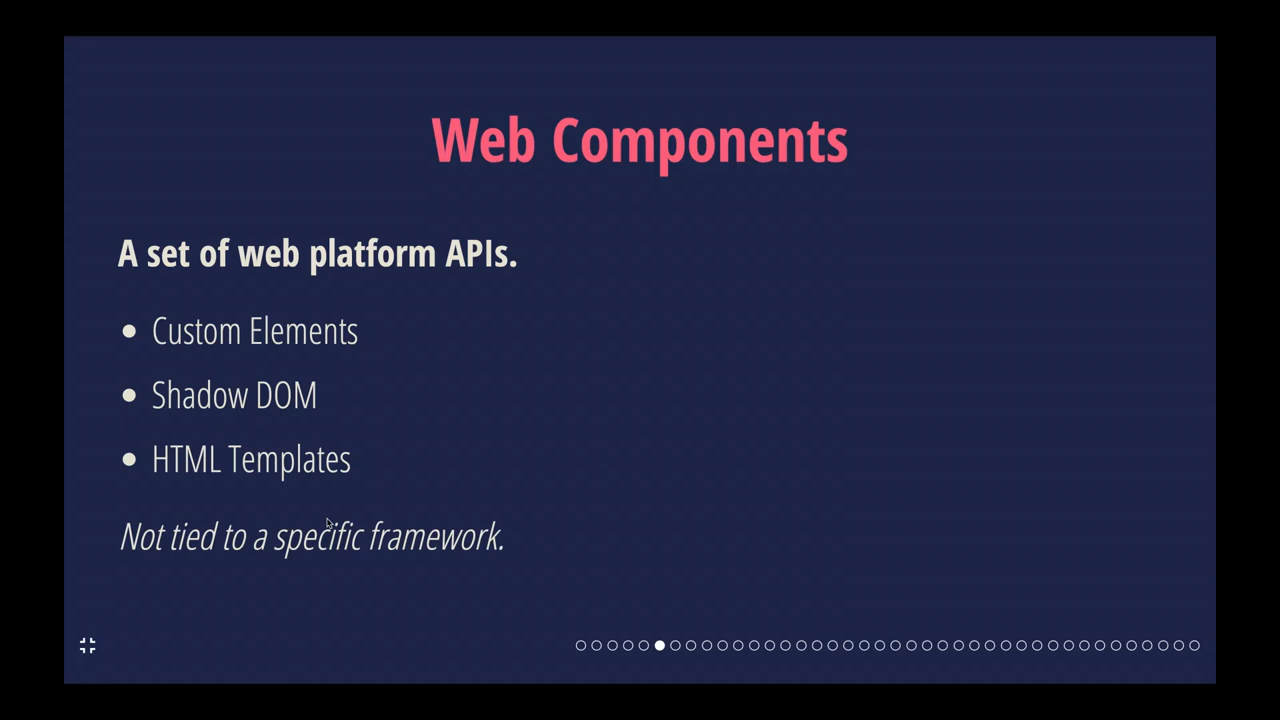 Web Components
A set of web platform APIs.
Custom Elements
Shadow DOM
HTML Templates
Not tied to a specific framework.